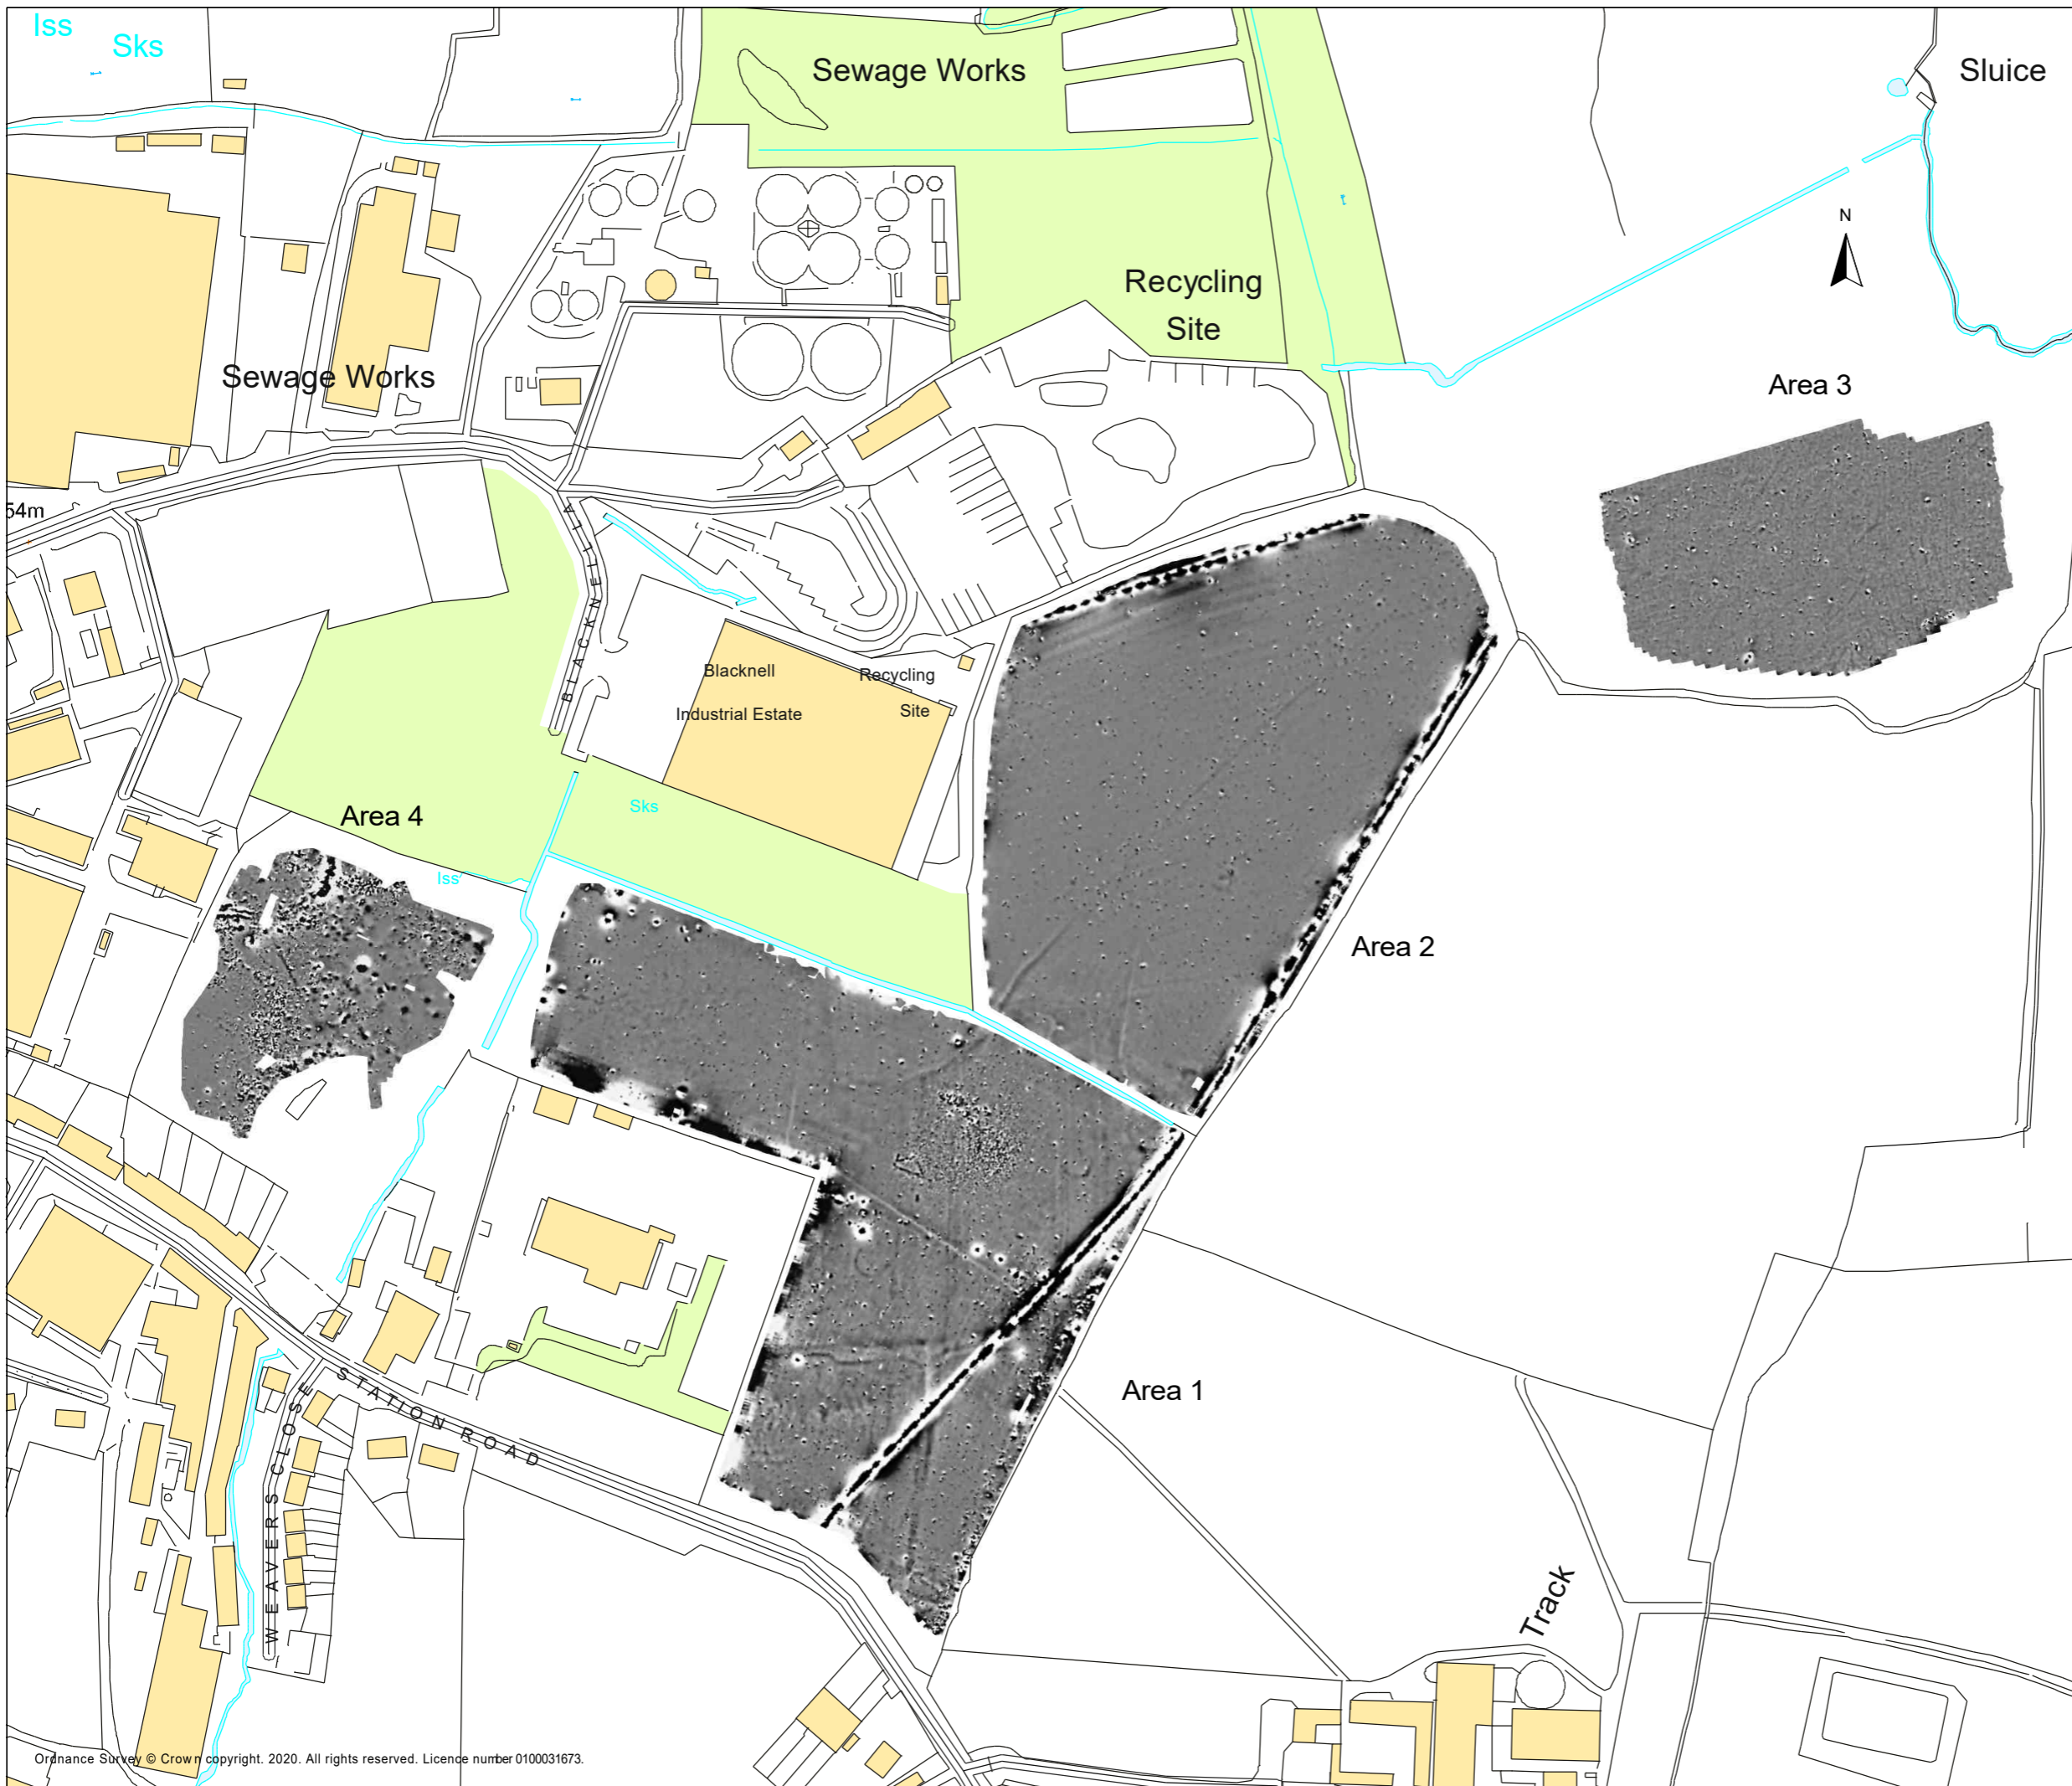 Iss
Sks
Sewage Works
Sluice
N
Recycling
Site
Sewage Works
Area 3
54m
BLACKNELL LA
Blacknell
Industrial Estate
Recycling
Site
Area 4
Sks
Iss
Area 2
Area 1
STATION ROAD
WEAVERS CLOSE
Track
Ordnance Survey © Crown copyright. 2020. All rights reserved. Licence number 0100031673.